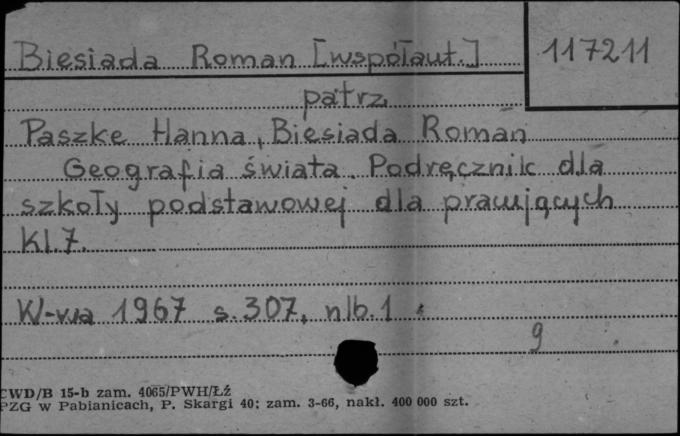 Biesiada Roman [współaut.] 117211
patrz
Paszke Hanna, Biesiada Roman
Geografia świata. Podręcznik dla
szkoły podstawowej dla pracujących
Kl.7.
W-wa 1967 s.307, nlb.1
9
CWD/B 15-b zam. 4065/PWH/Łź
PZG w Pabianicach, P. Skargi 40; zam. 3-66, nakł. 400 000 szt.